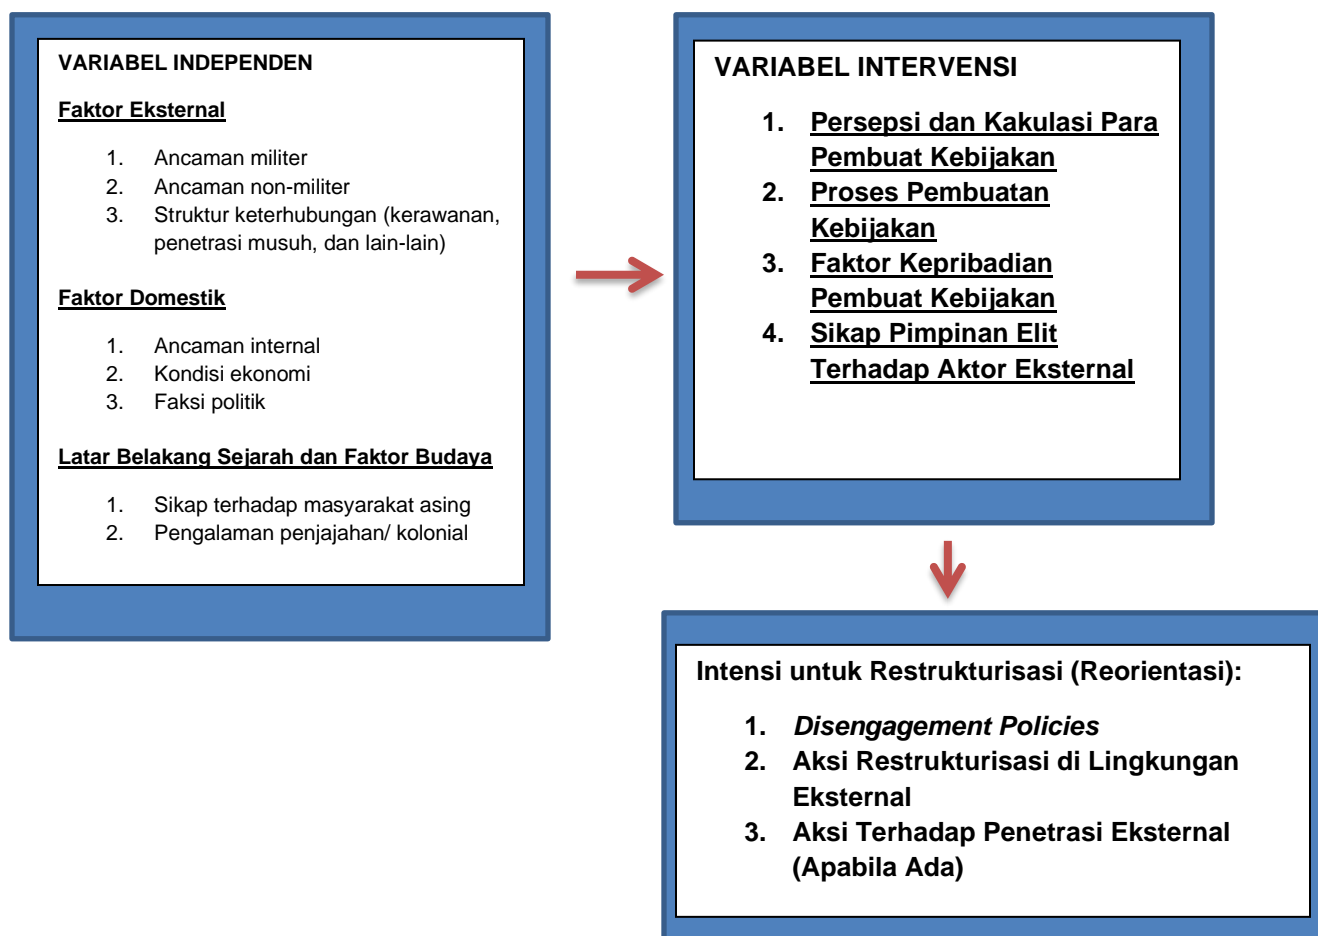 VARIABEL INDEPENDEN
Faktor Eksternal
1. Ancaman militer
2. Ancaman non-militer
3. Struktur keterhubungan (kerawanan,
penetrasi musuh, dan lain-lain)
Faktor Domestik
1. Ancaman internal
2. Kondisi ekonomi
3. Faksi politik
Latar Belakang Sejarah dan Faktor Budaya
1. Sikap terhadap masyarakat asing
2. Pengalaman penjajahan/ kolonial
VARIABEL INTERVENSI
1. Persepsi dan Kakulasi Para
Pembuat Kebijakan
2. Proses Pembuatan
Kebijakan
3. Faktor Kepribadian
Pembuat Kebijakan
4. Sikap Pimpinan Elit
Terhadap Aktor Eksternal
Intensi untuk Restrukturisasi (Reorientasi):
1. Disengagement Policies
2. Aksi Restrukturisasi di Lingkungan
Eksternal
3. Aksi Terhadap Penetrasi Eksternal
(Apabila Ada)